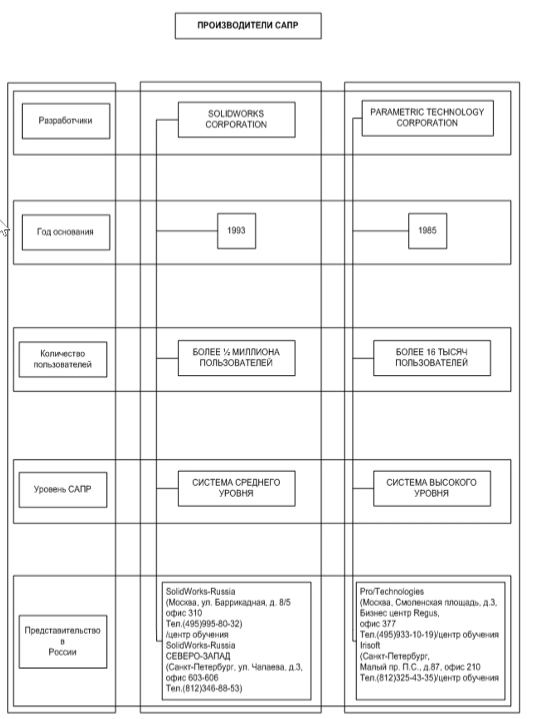 ПРОИЗВОДИТЕЛИ САПР
Разработчики
SOLIDWORKS
CORPORATION
PARAMETRIC TECHNOLOGY
CORPORATION
Год основания
1993
1985
Количество
пользователей
БОЛЕЕ ½ МИЛЛИОНА
ПОЛЬЗОВАТЕЛЕЙ
БОЛЕЕ 16 ТЫСЯЧ
ПОЛЬЗОВАТЕЛЕЙ
Уровень САПР
СИСТЕМА СРЕДНЕГО
УРОВНЯ
СИСТЕМА ВЫСОКОГО
УРОВНЯ
Представительство
в
России
SolidWorks-Russia
(Москва, ул. Баррикадная, д. 8/5
офис 310
Тел.(495)995-80-32)
/центр обучения
SolidWorks-Russia
СЕВЕРО-ЗАПАД
(Санкт-Петербург, ул. Чапаева, д.3,
офис 603-606
Тел.(812)346-88-53)
Pro/Technologies
(Москва, Смоленская площадь, д.3,
Бизнес центр Regus,
офис 377
Тел.(495)933-10-19)/центр обучения
Irisoft
(Санкт-Петербург,
Малый пр. П.С., д.87, офис 210
Тел.(812)325-43-35)/центр обучения